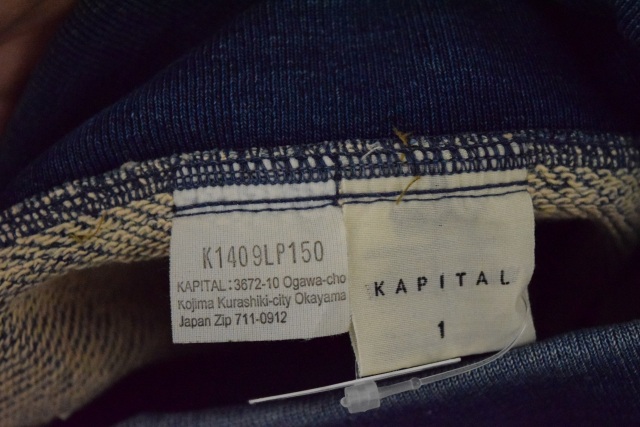 K1409LP150
KAPITAL:3672-10 Ogawa-cho
Kojima Kurashiki-city Okayama
Japan Zip 711-0912
KAPITAL
1